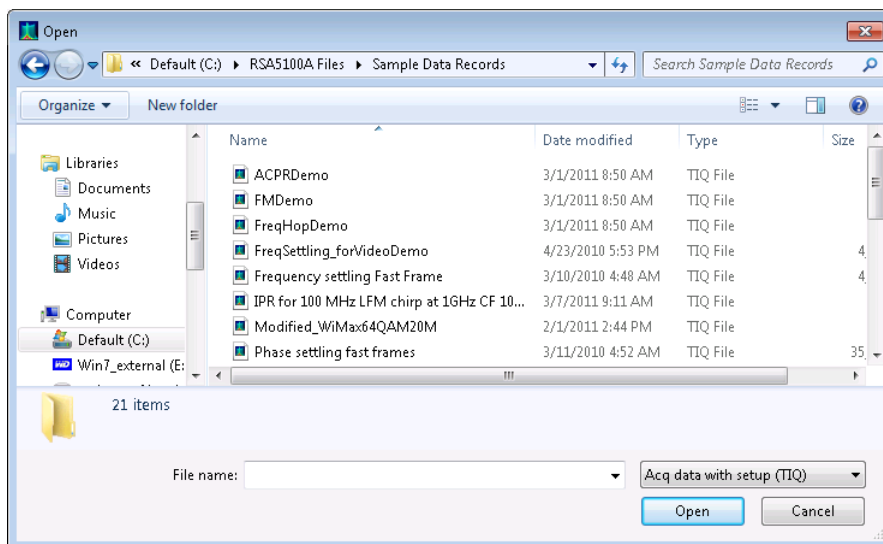 Open
« Default (C:) ▸ RSA5100A Files ▸ Sample Data Records
Search Sample Data Records
Organize
New folder
Name Date modified Type Size
Libraries
Documents
Music
Pictures
Videos
Computer
Default (C:)
Win7_external (E:
ACPRDemo 3/1/2011 8:50 AM TIQ File
FMDemo 3/1/2011 8:50 AM TIQ File
FreqHopDemo 3/1/2011 8:50 AM TIQ File
FreqSettling_forVideoDemo 4/23/2010 5:53 PM TIQ File 4,
Frequency settling Fast Frame 3/10/2010 4:48 AM TIQ File 4,
IPR for 100 MHz LFM chirp at 1GHz CF 10... 3/7/2011 9:11 AM TIQ File
Modified_WiMax64QAM20M 2/1/2011 2:44 PM TIQ File
Phase settling fast frames 3/11/2010 4:52 AM TIQ File 35,
21 items
File name:
Acq data with setup (TIQ)
Open
Cancel